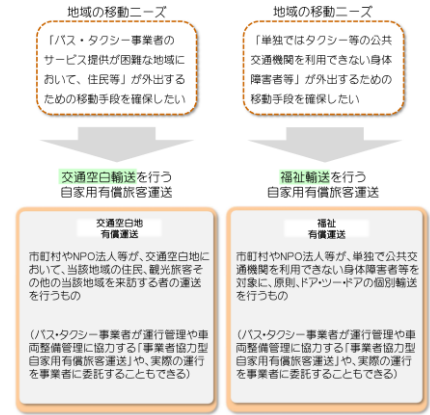 地域の移動ニーズ
「バス・タクシー事業者の
サービス提供が困難な地域に
おいて、住民等」が外出する
ための移動手段を確保したい
交通空白輸送を行う
自家用有償旅客運送
交通空白地
有償運送
市町村やNPO法人等が、交通空白地に
おいて、当該地域の住民、観光旅客そ
の他の当該地域を来訪する者の運送
を行うもの
（バス・タクシー事業者が運行管理や車
両整備管理に協力する「事業者協力型
自家用有償旅客運送」や、実際の運行
を事業者に委託することもできる）
地域の移動ニーズ
「単独ではタクシー等の公共
交通機関を利用できない身体
障害者等」が外出するための
移動手段を確保したい
福祉輸送を行う
自家用有償旅客運送
福祉
有償運送
市町村やNPO法人等が、単独で公共交
通機関を利用できない身体障害者等を
対象に、原則、ドア・ツー・ドアの個別輸送
を行うもの
（バス・タクシー事業者が運行管理や車
両整備管理に協力する「事業者協力型
自家用有償旅客運送」や、実際の運行
を事業者に委託することもできる）